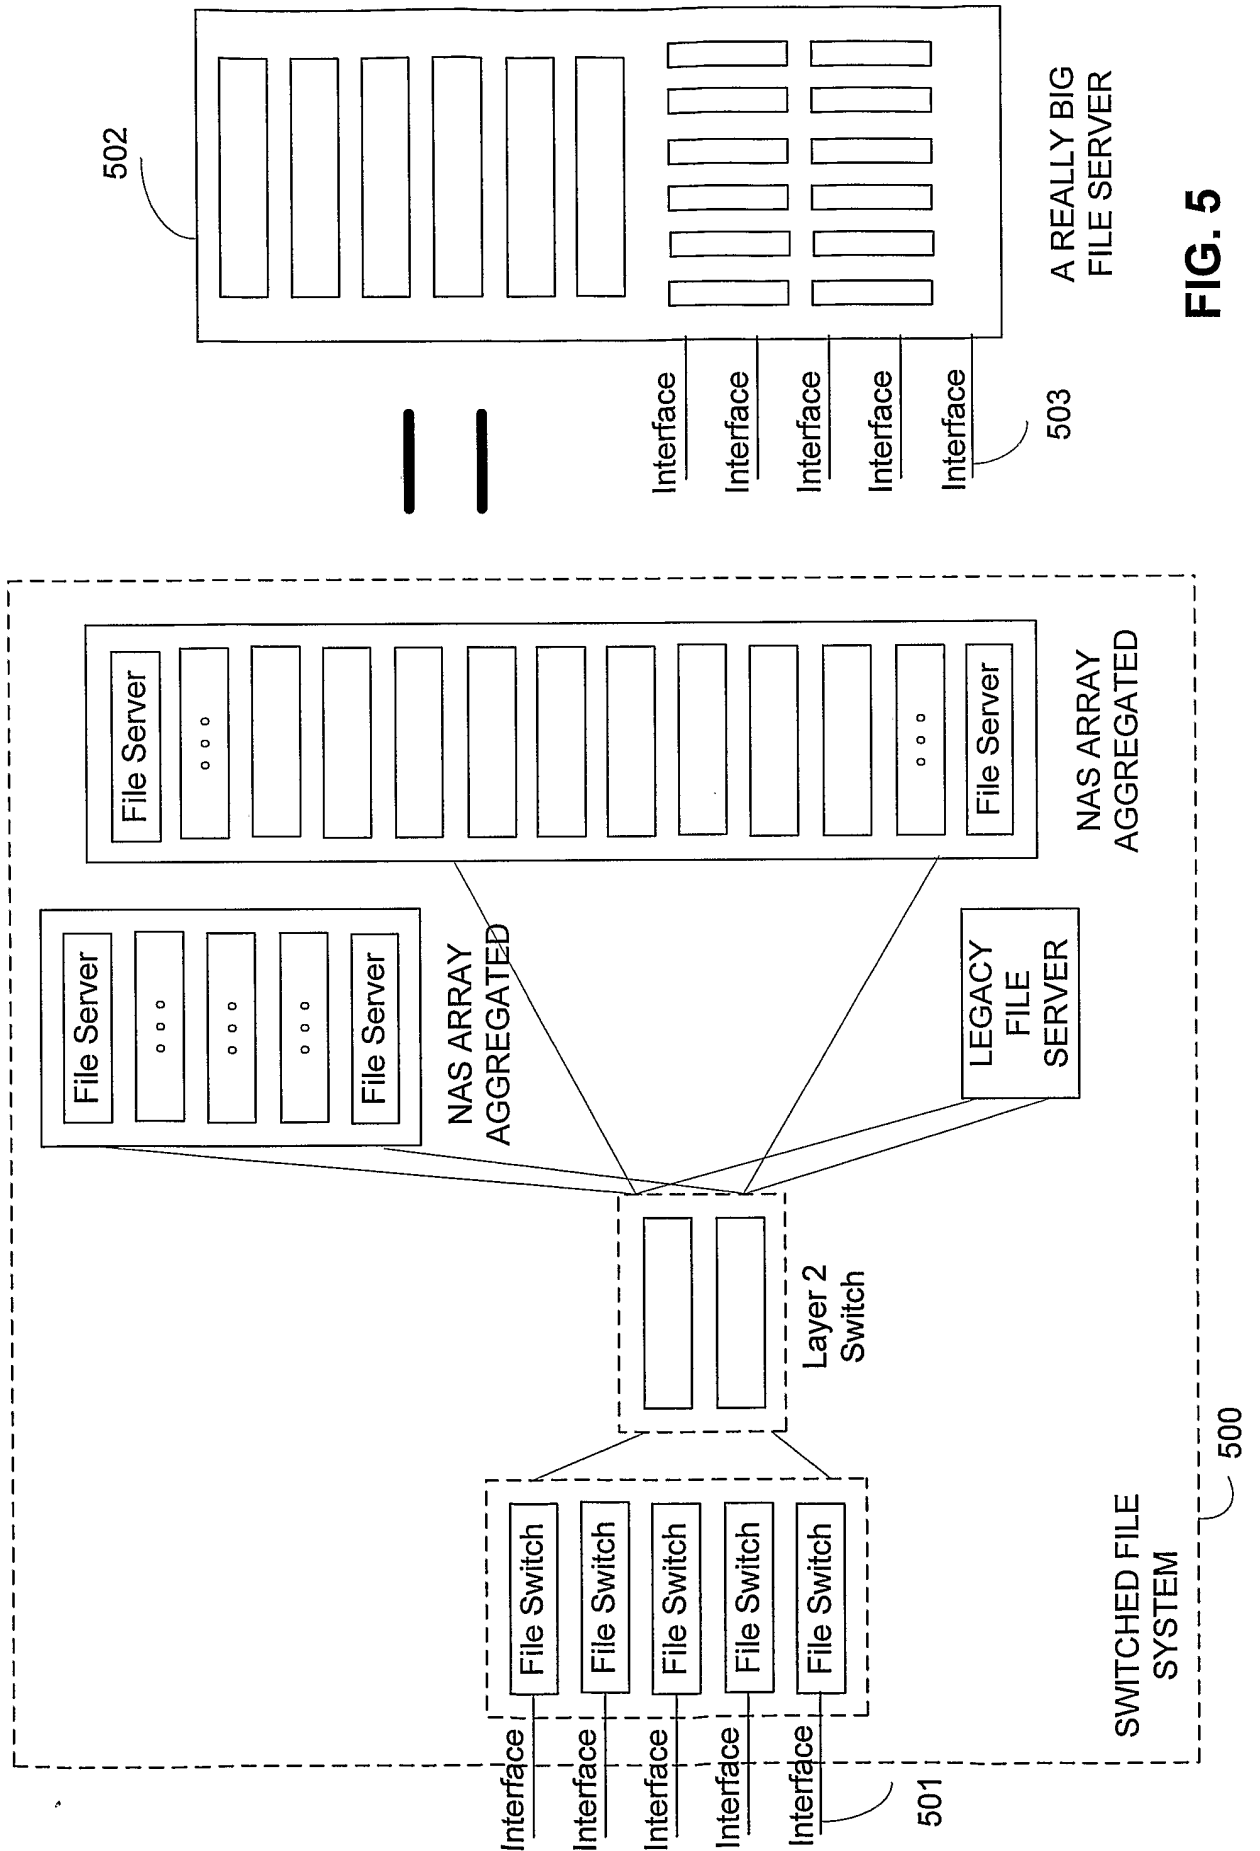 Interface
Interface
Interface
Interface
Interface
501
File Switch
File Switch
File Switch
File Switch
File Switch
Layer 2
Switch
File Server
File Server
NAS ARRAY
AGGREGATED
LEGACY
FILE
SERVER
File Server
File Server
NAS ARRAY
AGGREGATED
SWITCHED FILE
SYSTEM
500
502
Interface
Interface
Interface
Interface
Interface
503
A REALLY BIG
FILE SERVER
FIG. 5